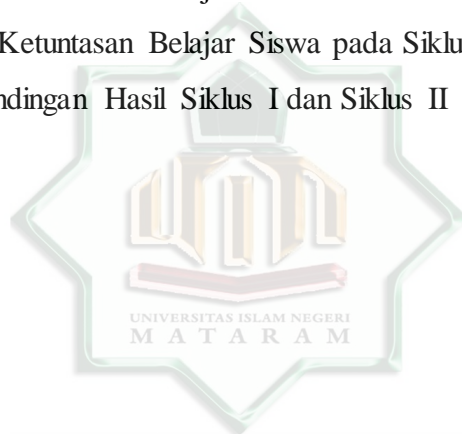 Ketuntasan Belajar Siswa pada Siklu
ndingan Hasil Siklus I dan Siklus II
UNIVERSITAS ISLAM NEGERI
MATARAM